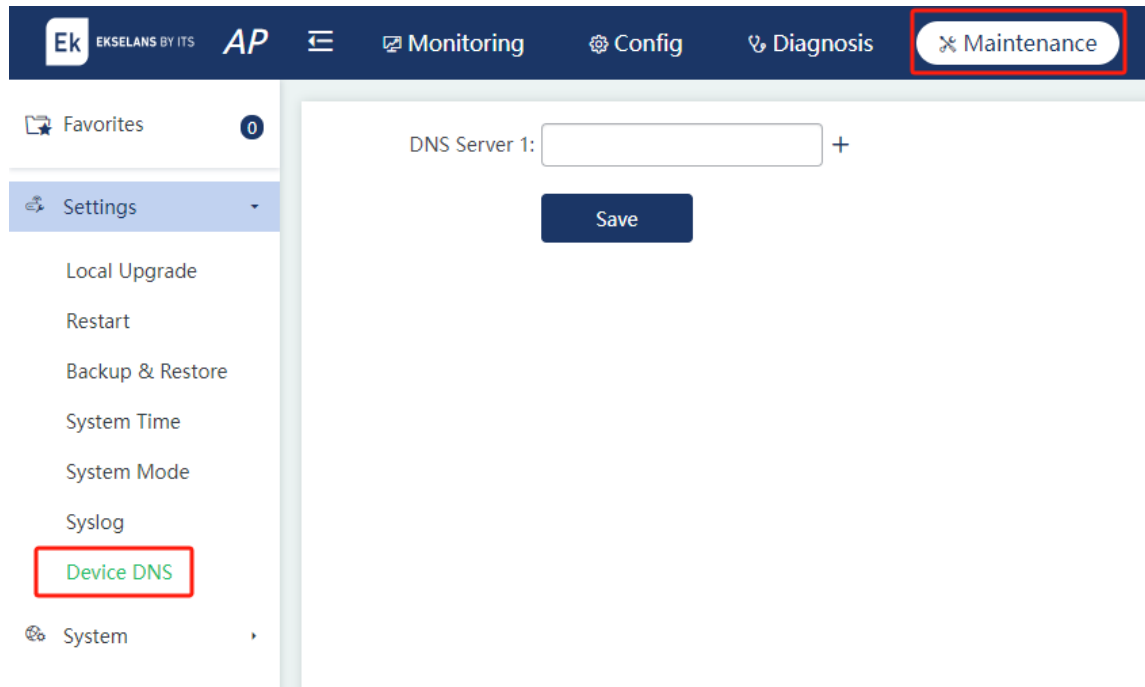 Ek EKSELANS BY ITS AP Monitoring Config Diagnosis Maintenance
Favorites 0
DNS Server 1: +
Settings
Save
Local Upgrade
Restart
Backup & Restore
System Time
System Mode
Syslog
Device DNS
System